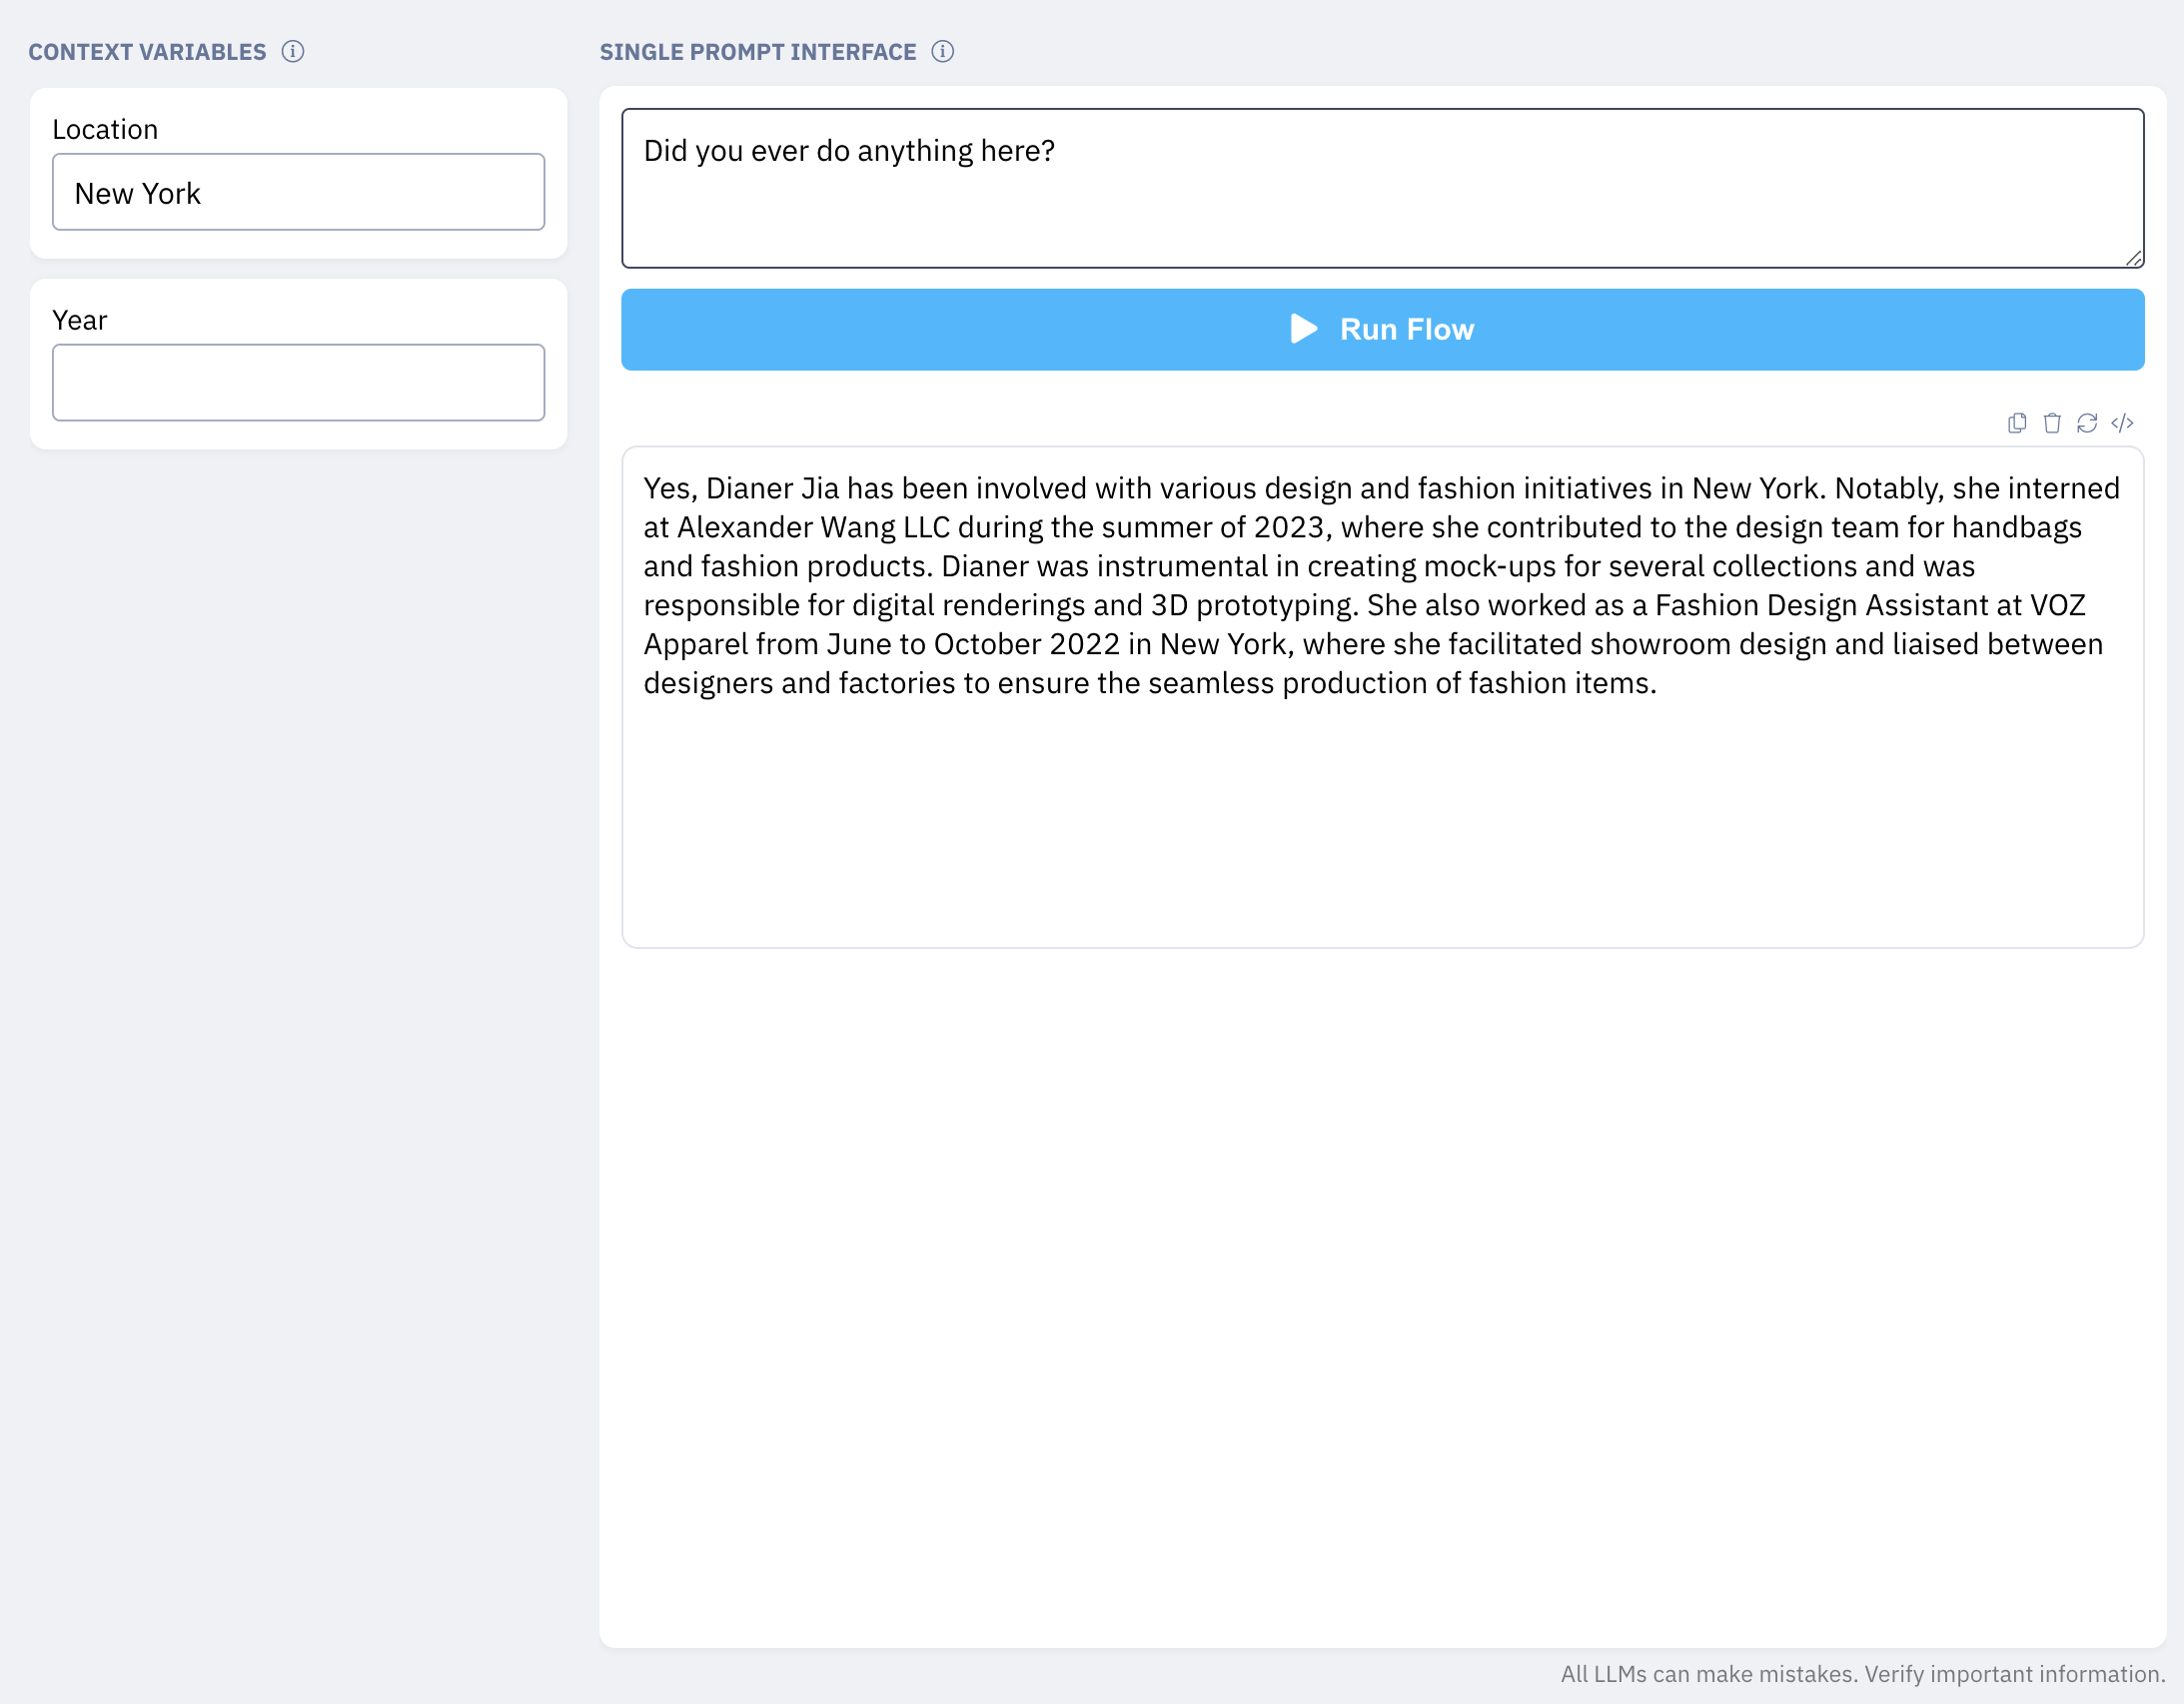 CONTEXT VARIABLES
Location
New York
Year
SINGLE PROMPT INTERFACE
Did you ever do anything here?
Run Flow
Yes, Dianer Jia has been involved with various design and fashion initiatives in New York. Notably, she interned
at Alexander Wang LLC during the summer of 2023, where she contributed to the design team for handbags
and fashion products. Dianer was instrumental in creating mock-ups for several collections and was
responsible for digital renderings and 3D prototyping. She also worked as a Fashion Design Assistant at VOZ
Apparel from June to October 2022 in New York, where she facilitated showroom design and liaised between
designers and factories to ensure the seamless production of fashion items.
All LLMs can make mistakes. Verify important information.